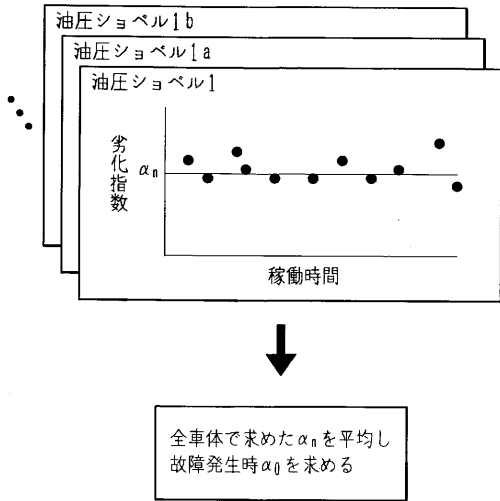 油圧ショベル1b
油圧ショベル1a
油圧ショベル1
劣化指数
αn
稼働時間
全車体で求めたαnを平均し
故障発生時α0を求める